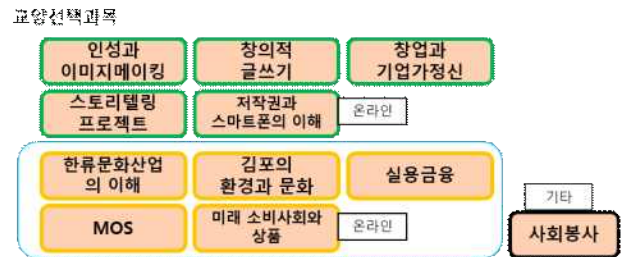 교양선택과목
인성과
이미지메이킹
창의적
글쓰기
창업과
기업가정신
스토리텔링
프로젝트
저작권과
스마트폰의 이해
온라인
한류문화산업
의 이해
김포의
환경과 문화
실용금융
기타
MOS
미래 소비사회와
상품
온라인
사회봉사